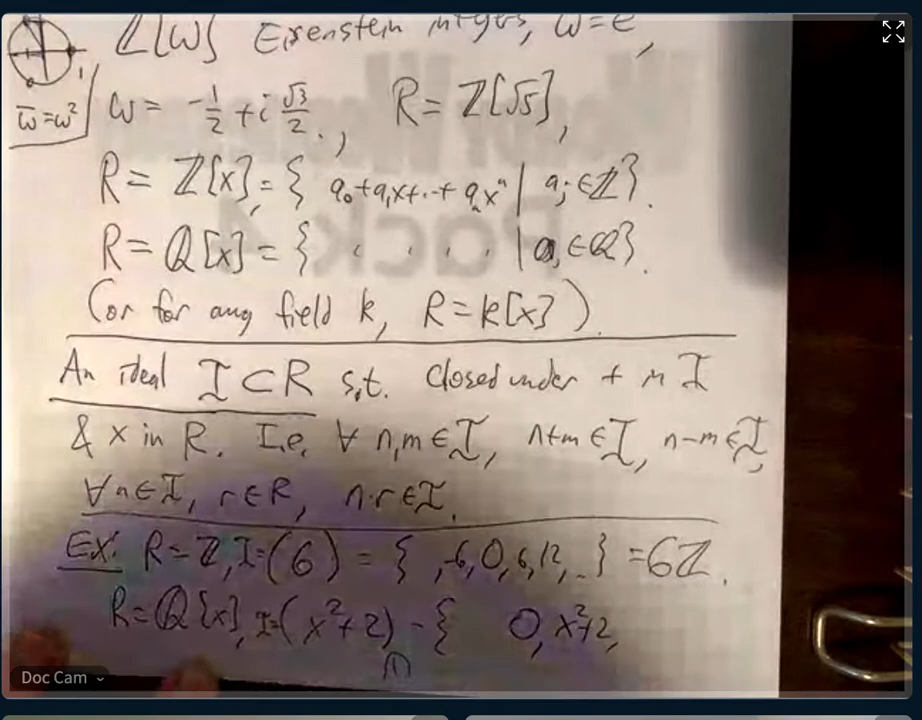 Z[ω] Eisenstein integers, ω=e
ω̄=ω² ω = -1/2 + i √3/2, R = Z[√5],
R = Z[x] = { a₀+a₁x+..+ aₙxⁿ | aᵢ ∈ Z}.
R = Q[x] = { . . . . | aᵢ ∈ Q}.
(or for any field k, R = k[x]).
An ideal I ⊂ R s.t. closed under + in I
& x in R. I.e. ∀ n,m ∈ I, n+m ∈ I, n-m ∈ I,
∀ n ∈ I, r ∈ R, n·r ∈ I.
Ex: R = Z, I=(6) = { ,-6,0,6,12,.. } = 6Z.
R = Q[x], I=(x²+2) = { 0, x²+2,
Doc Cam